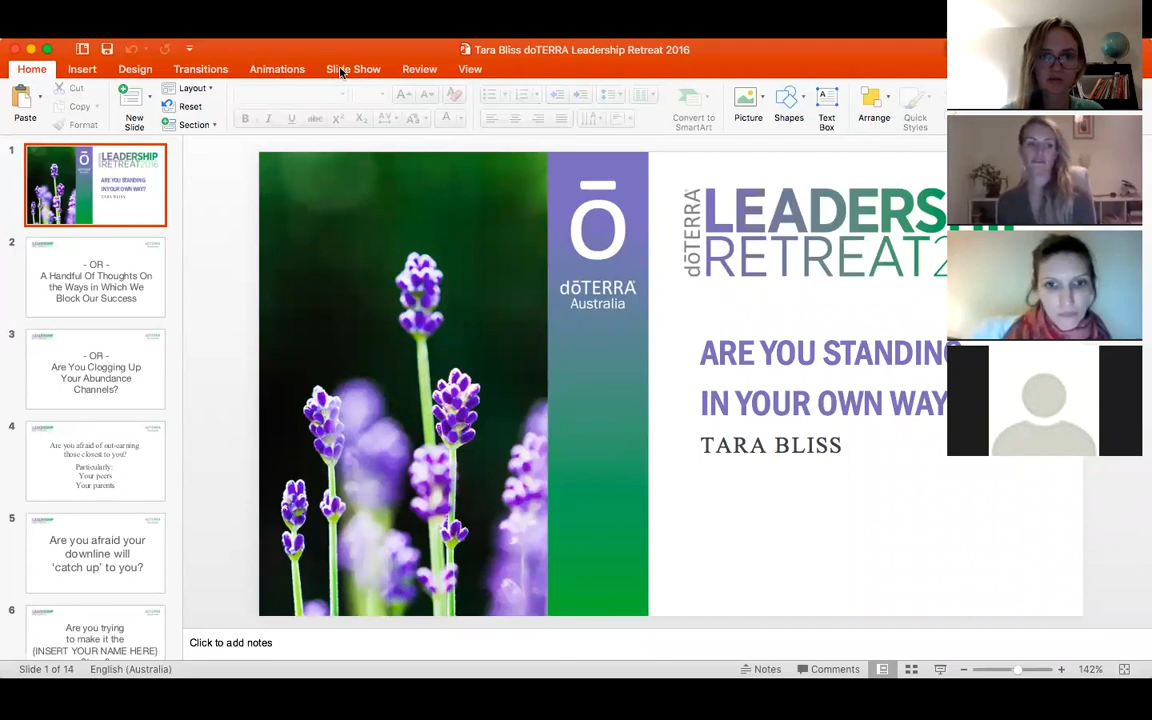 Tara Bliss doTERRA Leadership Retreat 2016
Home Insert Design Transitions Animations Slide Show Review View
Paste
Cut
Copy
Format
New
Slide
Layout
Reset
Section
B I U abc X² X₂ AV Aa A
Convert to
SmartArt
Picture
Shapes
Text
Box
Arrange
Quick
Styles
1
LEADERSHIP
RETREAT2016
ARE YOU STANDING
IN YOUR OWN WAY?
TARA BLISS
2
- OR -
A Handful Of Thoughts On
the Ways in Which We
Block Our Success
3
- OR -
Are You Clogging Up
Your Abundance
Channels?
4
Are you afraid of out-earning
those closest to you?
Particularly:
Your peers
Your parents
5
Are you afraid your
downline will
'catch up' to you?
6
Are you trying
to make it the
{INSERT YOUR NAME HERE}
dōTERRA
Australia
dōTERRA
LEADERS
RETREAT2
ARE YOU STANDING
IN YOUR OWN WAY
TARA BLISS
Click to add notes
Slide 1 of 14 English (Australia)
Notes Comments 142%